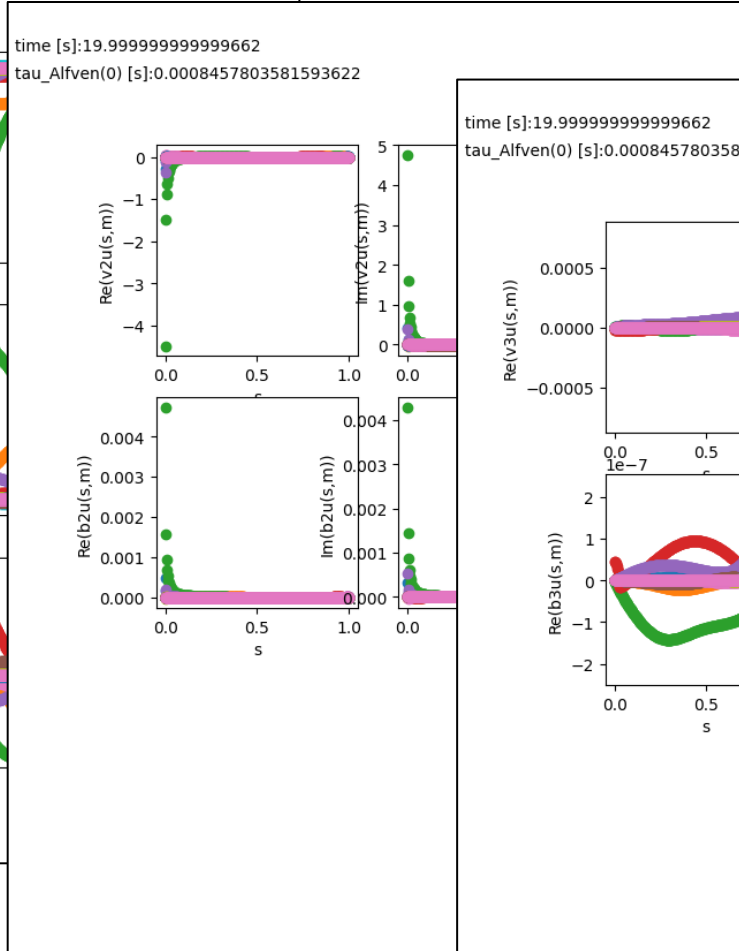 time [s]:19.999999999999662
tau_Alfven(0) [s]:0.0008457803581593622
Re(v2u(s,m))
0
−1
−2
−3
−4
0.0
0.5
1.0
s
Im(v2u(s,m))
5
4
3
2
1
0
0.0
Re(b2u(s,m))
0.004
0.003
0.002
0.001
0.000
0.0
0.5
1.0
s
Im(b2u(s,m))
0.004
0.003
0.002
0.001
0.000
0.0
time [s]:19.999999999999662
tau_Alfven(0) [s]:0.000845780358
Re(v3u(s,m))
0.0005
0.0000
−0.0005
0.0
0.5
s
1e−7
Re(b3u(s,m))
2
1
0
−1
−2
0.0
0.5
s